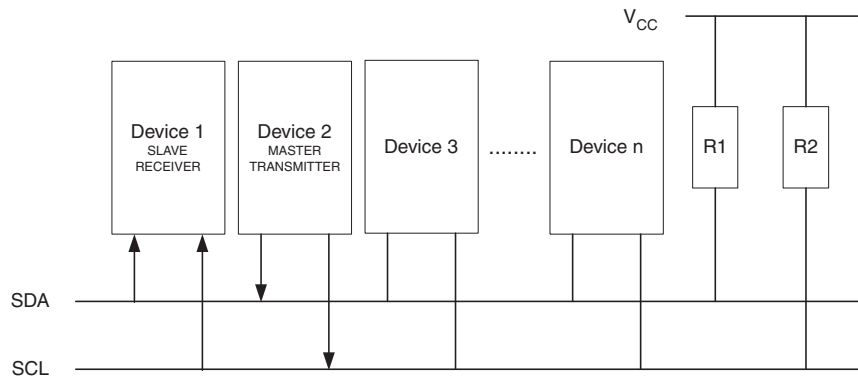 V_CC
Device 1
SLAVE
RECEIVER
Device 2
MASTER
TRANSMITTER
Device 3
........
Device n
R1
R2
SDA
SCL